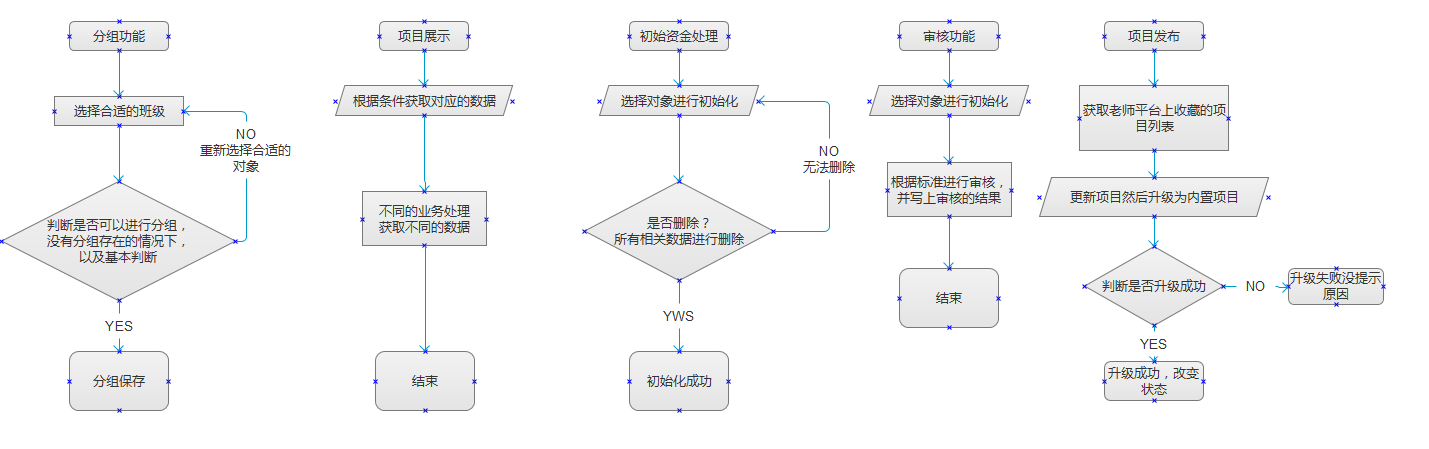 分组功能
选择合适的班级
NO
重新选择合适的
对象
判断是否可以进行分组，
没有分组存在的情况下，
以及基本判断
YES
分组保存
项目展示
根据条件获取对应的数据
不同的业务处理
获取不同的数据
结束
初始资金处理
选择对象进行初始化
NO
无法删除
是否删除？
所有相关数据进行删除
YWS
初始化成功
审核功能
选择对象进行初始化
根据标准进行审核，
并写上审核的结果
结束
项目发布
获取老师平台上收藏的项
目列表
更新项目然后升级为内置项目
判断是否升级成功
NO
升级失败没提示
原因
YES
升级成功，改变
状态